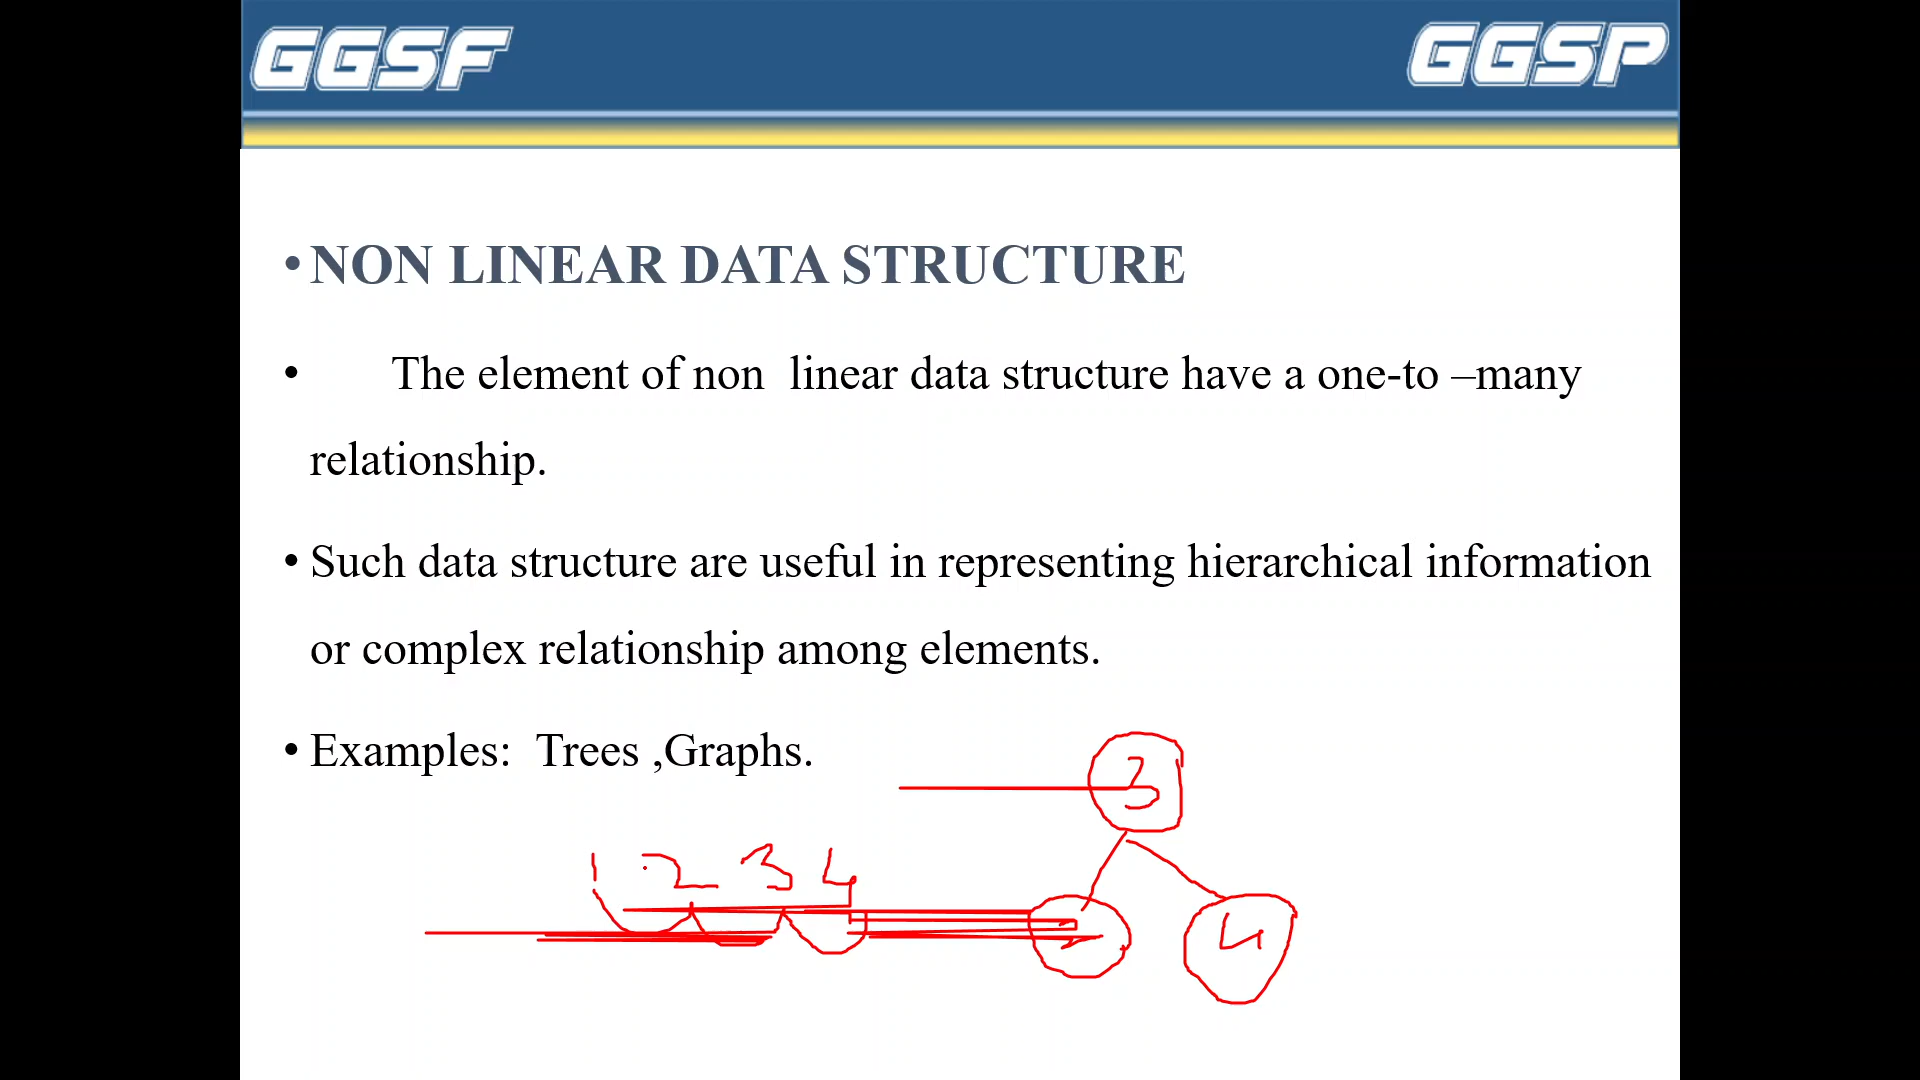 GGSF GGSP
• NON LINEAR DATA STRUCTURE
• The element of non linear data structure have a one-to –many
relationship.
• Such data structure are useful in representing hierarchical information
or complex relationship among elements.
• Examples: Trees ,Graphs.
3
1 2 3 4
2 4